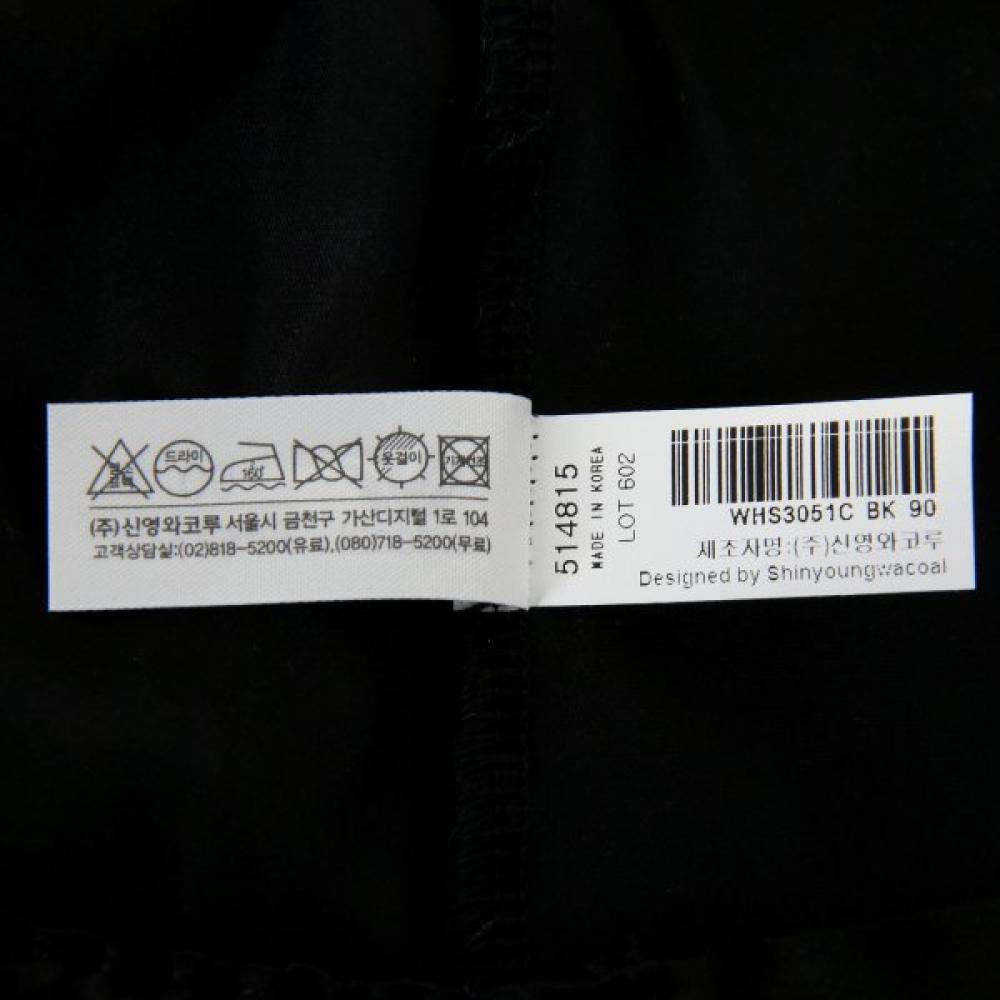 드라이
160℃
옷걸이
(주)신영와코루 서울시 금천구 가산디지털 1로 104
고객상담실:(02)818-5200(유료),(080)718-5200(무료)
514815
MADE IN KOREA
LOT 602
WHS3051C BK 90
제조자명:(주)신영와코루
Designed by Shinyoungwacoal